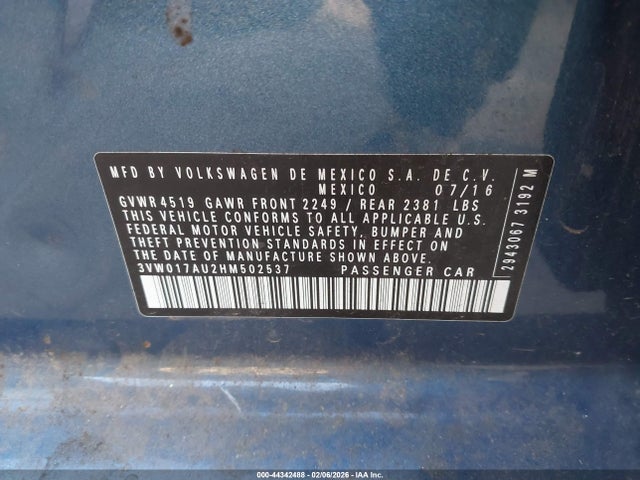 MFD BY VOLKSWAGEN DE MEXICO S.A. DE C.V.
MEXICO 07/16
GVWR 4519 GAWR FRONT 2249 / REAR 2381 LBS
THIS VEHICLE CONFORMS TO ALL APPLICABLE U.S.
FEDERAL MOTOR VEHICLE SAFETY, BUMPER AND
THEFT PREVENTION STANDARDS IN EFFECT ON
THE DATE OF MANUFACTURE SHOWN ABOVE.
3VW017AU2HM502537 PASSENGER CAR
2943067 3192 M
000-44342488 - 02/06/2026 - © IAA Inc.